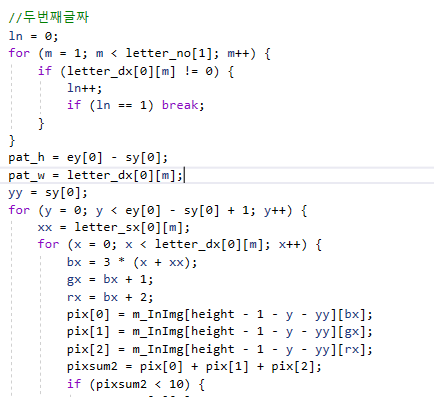 //두번째글짜
ln = 0;
for (m = 1; m < letter_no[1]; m++) {
if (letter_dx[0][m] != 0) {
ln++;
if (ln == 1) break;
}
}
pat_h = ey[0] - sy[0];
pat_w = letter_dx[0][m];
yy = sy[0];
for (y = 0; y < ey[0] - sy[0] + 1; y++) {
xx = letter_sx[0][m];
for (x = 0; x < letter_dx[0][m]; x++) {
bx = 3 * (x + xx);
gx = bx + 1;
rx = bx + 2;
pix[0] = m_InImg[height - 1 - y - yy][bx];
pix[1] = m_InImg[height - 1 - y - yy][gx];
pix[2] = m_InImg[height - 1 - y - yy][rx];
pixsum2 = pix[0] + pix[1] + pix[2];
if (pixsum2 < 10) {